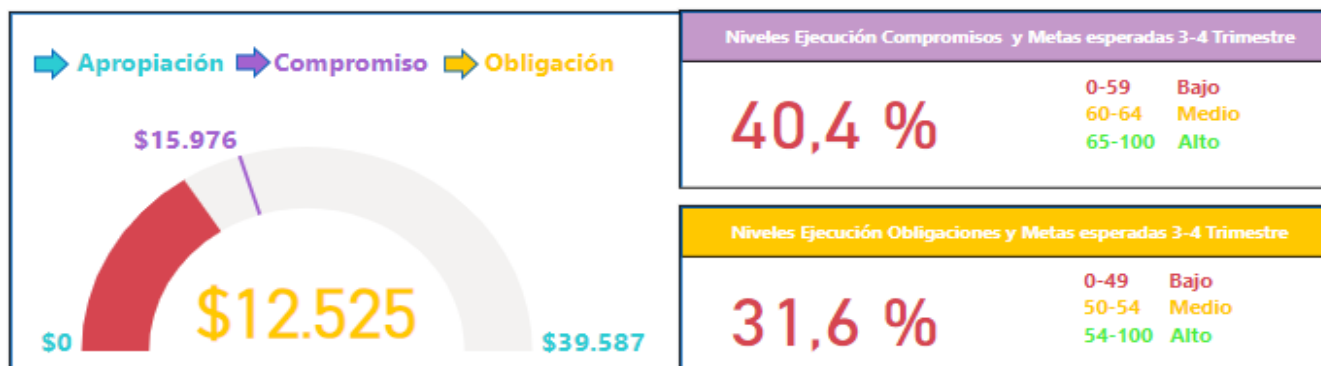 Apropiación Compromiso Obligación
$15.976
$12.525
$0
$39.587
Niveles Ejecución Compromisos y Metas esperadas 3-4 Trimestre
40,4 %
0-59 Bajo
60-64 Medio
65-100 Alto
Niveles Ejecución Obligaciones y Metas esperadas 3-4 Trimestre
31,6 %
0-49 Bajo
50-54 Medio
54-100 Alto